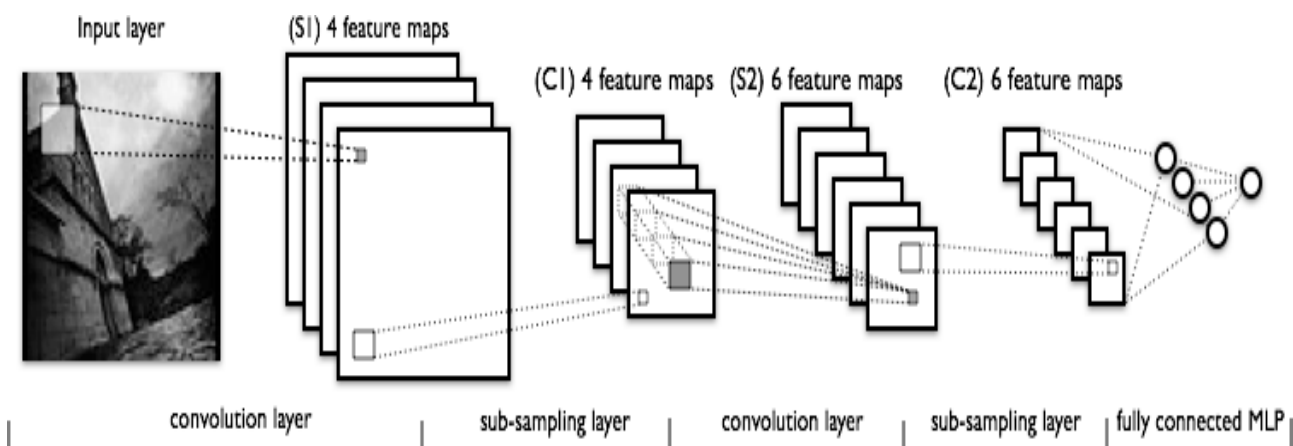 Input layer
(S1) 4 feature maps
(C1) 4 feature maps
(S2) 6 feature maps
(C2) 6 feature maps
convolution layer
sub-sampling layer
convolution layer
sub-sampling layer
fully connected MLP